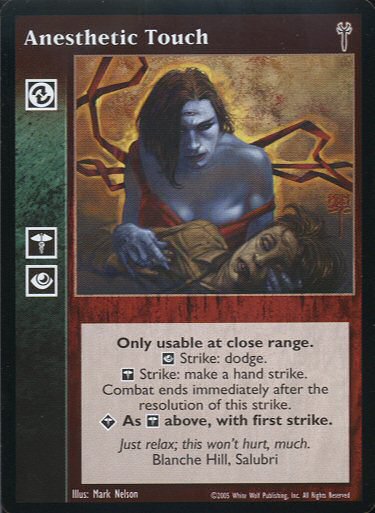 Anesthetic Touch
Only usable at close range.
Strike: dodge.
Strike: make a hand strike.
Combat ends immediately after the
resolution of this strike.
As above, with first strike.
Just relax; this won't hurt, much.
Blanche Hill, Salubri
Illus: Mark Nelson
©2005 White Wolf Publishing, Inc. All Rights Reserved